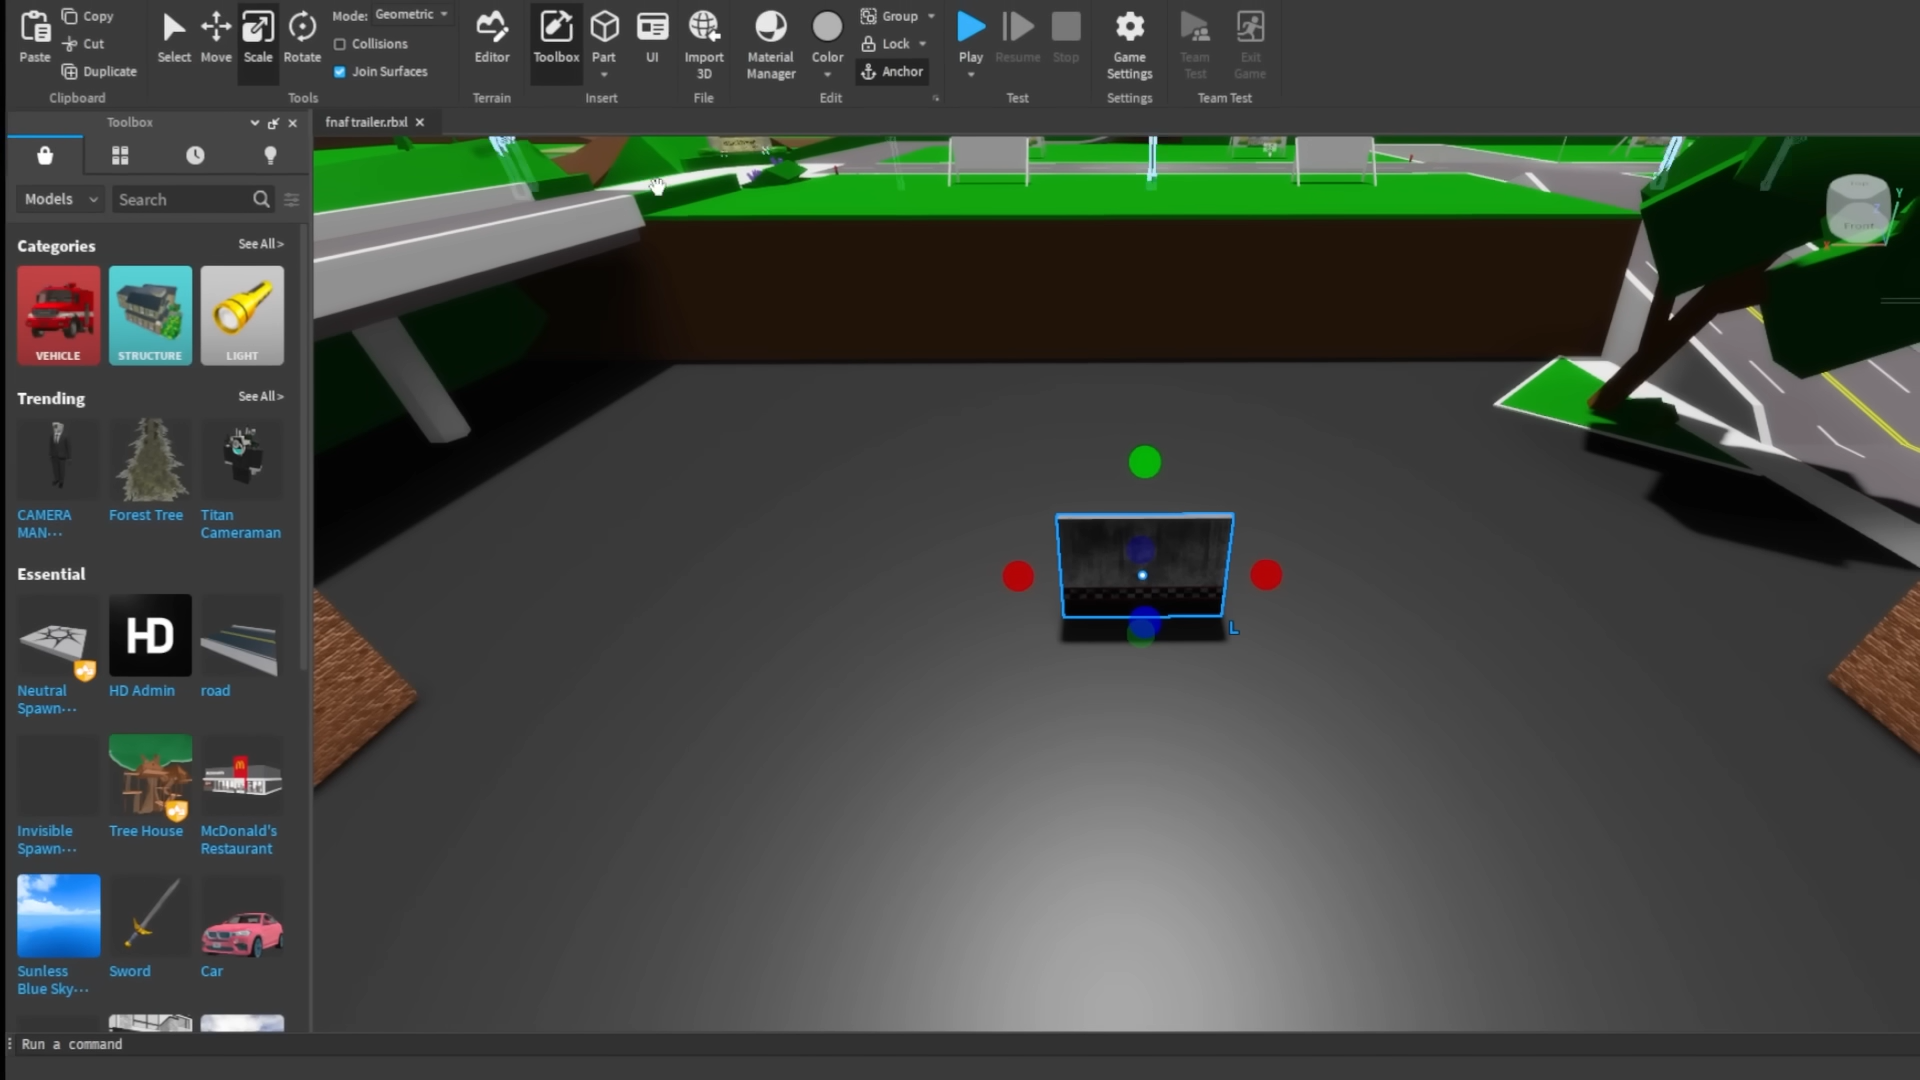 Copy
Cut
Paste
Duplicate
Clipboard
Select
Move
Scale
Rotate
Mode: Geometric
Collisions
Join Surfaces
Tools
Editor
Terrain
Toolbox
Part
UI
Insert
Import
3D
File
Material
Manager
Color
Group
Lock
Anchor
Edit
Play
Resume
Stop
Test
Game
Settings
Settings
Team
Test
Exit
Game
Team Test
Toolbox
fnaf trailer.rbxl
Models
Search
Categories
See All >
VEHICLE
STRUCTURE
LIGHT
Trending
See All >
CAMERA
MAN...
Forest Tree
Titan
Cameraman
Essential
HD
Neutral
Spawn...
HD Admin
road
Invisible
Spawn...
Tree House
McDonald's
Restaurant
Sunless
Blue Sky...
Sword
Car
Front
Y
X
Z
L
Run a command